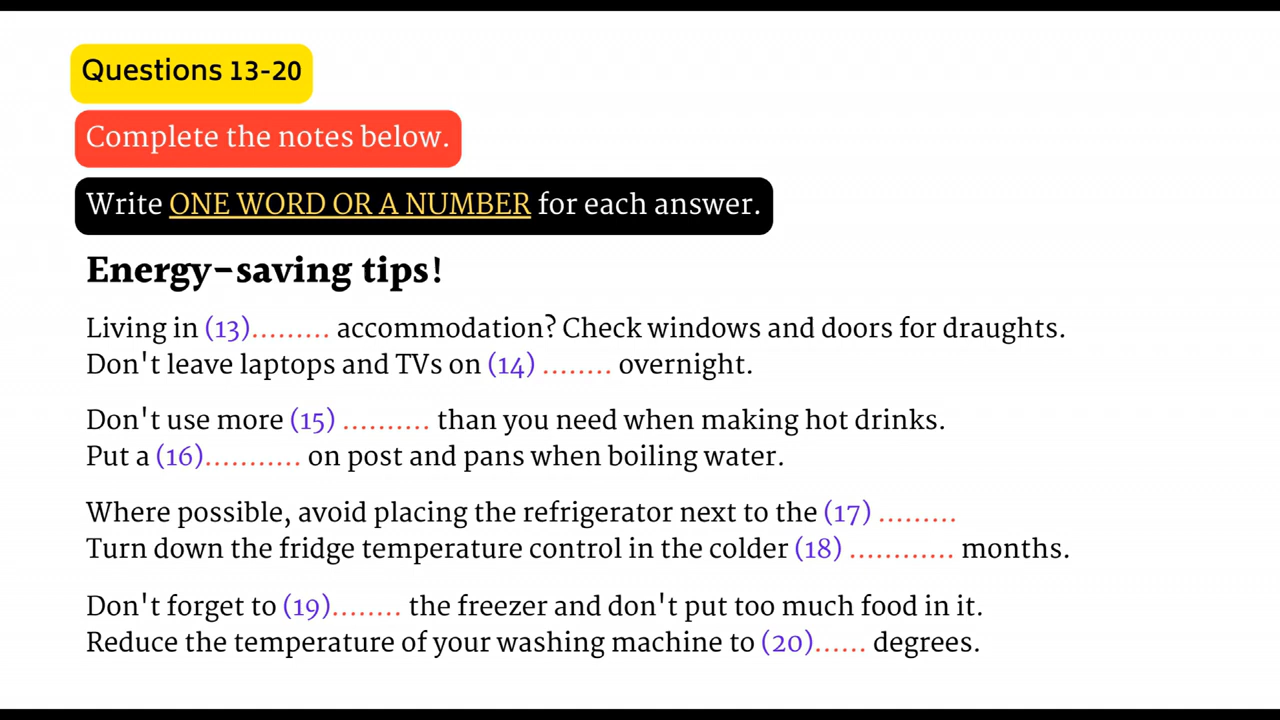 Questions 13-20
Complete the notes below.
Write ONE WORD OR A NUMBER for each answer.
Energy-saving tips!
Living in (13)......... accommodation? Check windows and doors for draughts.
Don't leave laptops and TVs on (14) ........ overnight.
Don't use more (15) .......... than you need when making hot drinks.
Put a (16)........... on post and pans when boiling water.
Where possible, avoid placing the refrigerator next to the (17) .........
Turn down the fridge temperature control in the colder (18) ............ months.
Don't forget to (19)........ the freezer and don't put too much food in it.
Reduce the temperature of your washing machine to (20)...... degrees.